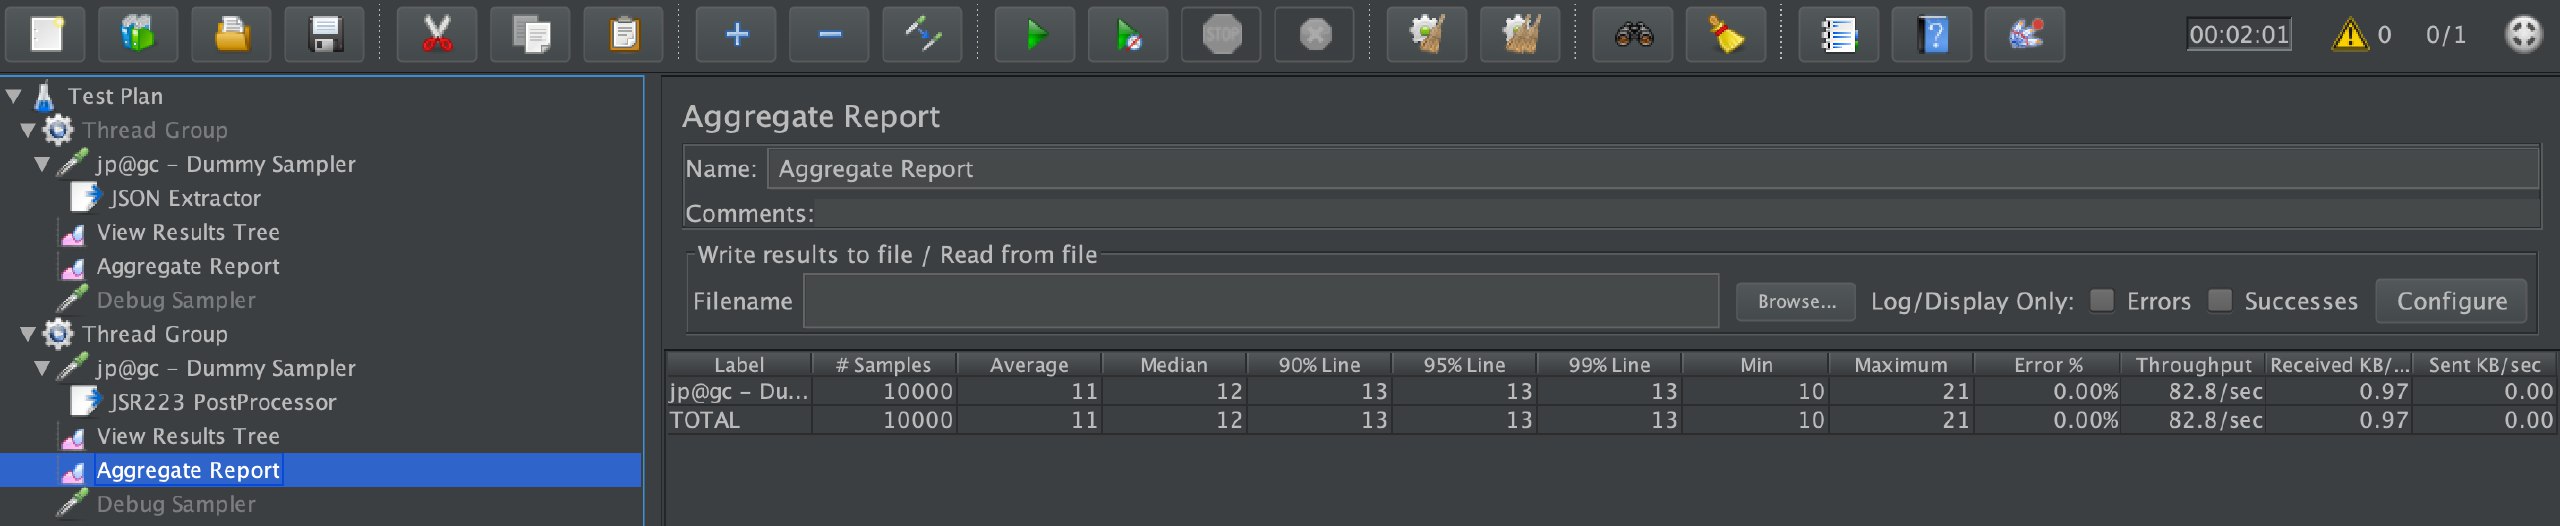 STOP
00:02:01 0 0/1
Test Plan
Thread Group
jp@gc - Dummy Sampler
JSON Extractor
View Results Tree
Aggregate Report
Debug Sampler
Thread Group
jp@gc - Dummy Sampler
JSR223 PostProcessor
View Results Tree
Aggregate Report
Debug Sampler
Aggregate Report
Name: Aggregate Report
Comments:
Write results to file / Read from file
Filename Browse... Log/Display Only: Errors Successes Configure
Label # Samples Average Median 90% Line 95% Line 99% Line Min Maximum Error % Throughput Received KB/... Sent KB/sec
jp@gc - Du... 10000 11 12 13 13 13 10 21 0.00% 82.8/sec 0.97 0.00
TOTAL 10000 11 12 13 13 13 10 21 0.00% 82.8/sec 0.97 0.00